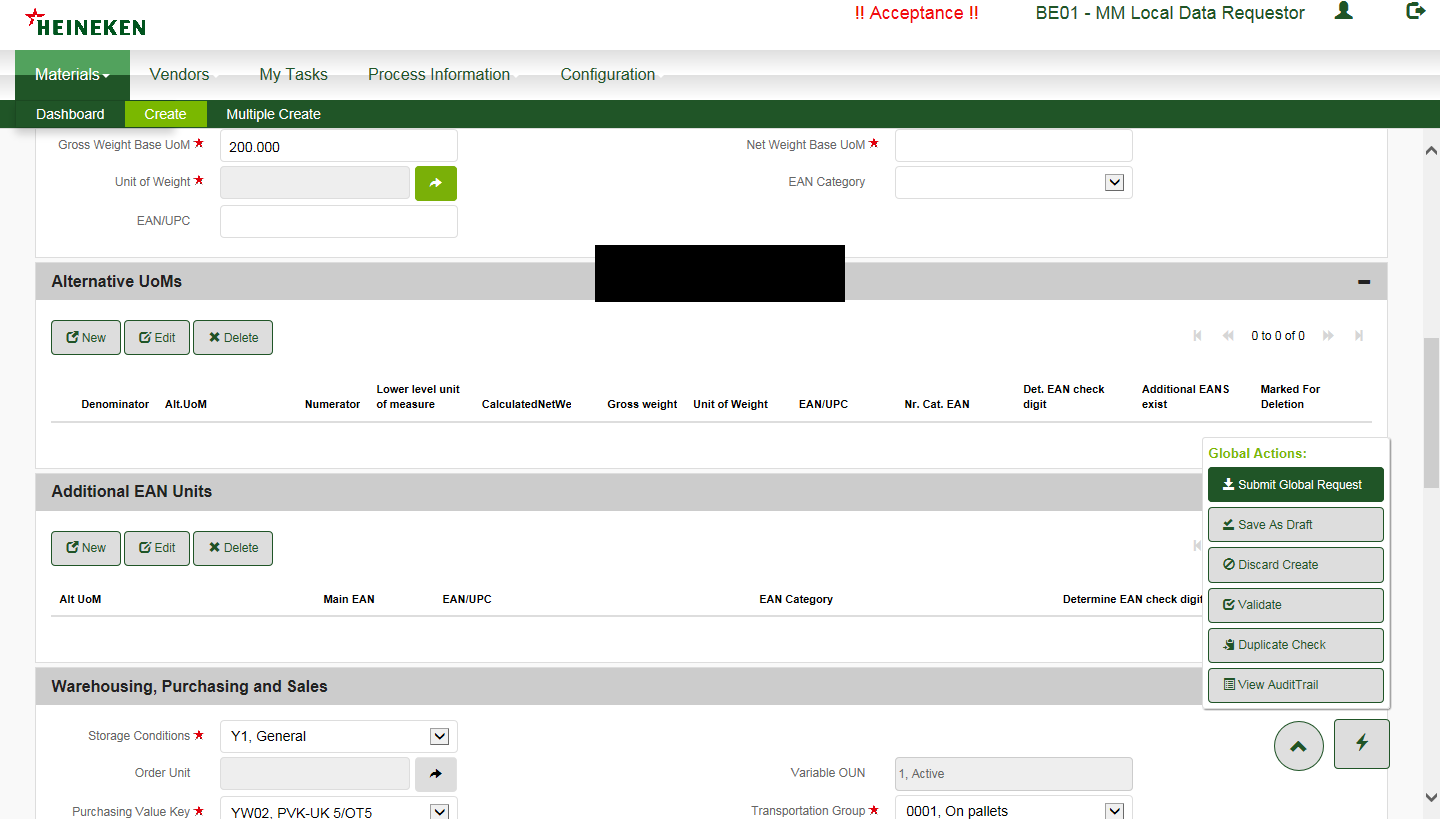 HEINEKEN
!! Acceptance !!
BE01 - MM Local Data Requestor
Materials
Vendors
My Tasks
Process Information
Configuration
Dashboard
Create
Multiple Create
Gross Weight Base UoM
200.000
Net Weight Base UoM
Unit of Weight
EAN Category
EAN/UPC
Alternative UoMs
New
Edit
Delete
0 to 0 of 0
Denominator
Alt.UoM
Numerator
Lower level unit
of measure
CalculatedNetWe
Gross weight
Unit of Weight
EAN/UPC
Nr. Cat. EAN
Det. EAN check
digit
Additional EANS
exist
Marked For
Deletion
Additional EAN Units
New
Edit
Delete
Alt UoM
Main EAN
EAN/UPC
EAN Category
Determine EAN check digit
Global Actions:
Submit Global Request
Save As Draft
Discard Create
Validate
Duplicate Check
View AuditTrail
Warehousing, Purchasing and Sales
Storage Conditions
Y1, General
Order Unit
Variable OUN
1, Active
Purchasing Value Key
YW02, PVK-UK 5/OT5
Transportation Group
0001, On pallets